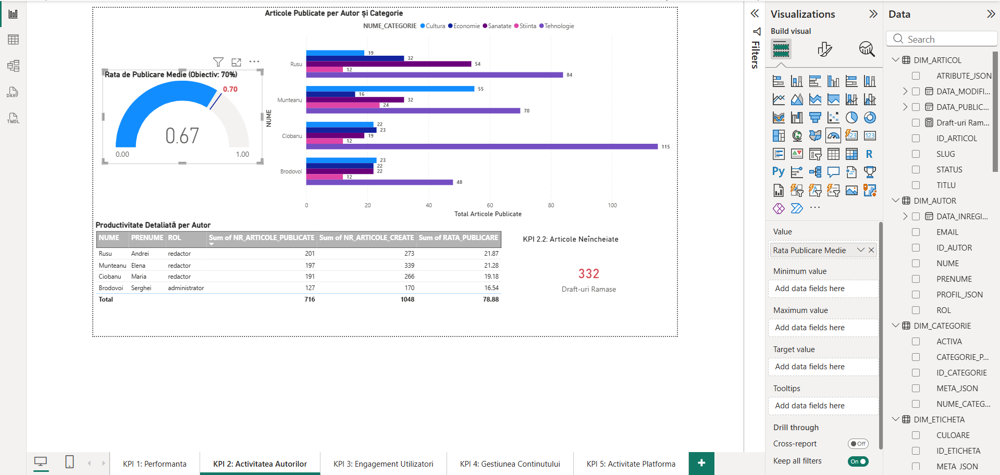 Articole Publicate per Autor și Categorie
NUME_CATEGORIE Cultura Economie Sanatate Stiinta Tehnologie
Rata de Publicare Medie (Obiectiv: 70%)
0.70
0.67
0.00 1.00
NUME
Rusu
19
32
54
12
84
Munteanu
55
16
32
24
70
Ciobanu
22
23
19
12
115
Brodovoi
23
22
22
12
48
0 20 40 60 80 100
Total Articole Publicate
Productivitate Detaliată per Autor
NUME PRENUME ROL Sum of NR_ARTICOLE_PUBLICATE Sum of NR_ARTICOLE_CREATE Sum of RATA_PUBLICARE
Rusu Andrei redactor 201 273 21.87
Munteanu Elena redactor 197 339 21.28
Ciobanu Maria redactor 191 266 19.18
Brodovoi Serghei administrator 127 170 16.54
Total 716 1048 78.88
KPI 2.2: Articole Neîncheiate
332
Draft-uri Ramase
DAX
TMDL
KPI 1: Performanta
KPI 2: Activitatea Autorilor
KPI 3: Engagement Utilizatori
KPI 4: Gestiunea Continutului
KPI 5: Activitate Platforma
+
Filters
Visualizations
Build visual
123
123
R
Py
...
Value
Rata Publicare Medie
Minimum value
Add data fields here
Maximum value
Add data fields here
Target value
Add data fields here
Tooltips
Add data fields here
Drill through
Cross-report Off
Keep all filters On
Data
Search
DIM_ARTICOL
ATRIBUTE_JSON
DATA_MODIFI...
DATA_PUBLIC...
Draft-uri Ram...
ID_ARTICOL
SLUG
STATUS
TITLU
DIM_AUTOR
DATA_INREGI...
EMAIL
ID_AUTOR
NUME
PRENUME
PROFIL_JSON
ROL
DIM_CATEGORIE
ACTIVA
CATEGORIE_P...
ID_CATEGORIE
META_JSON
NUME_CATEG...
DIM_ETICHETA
CULOARE
ID_ETICHETA
META_JSON